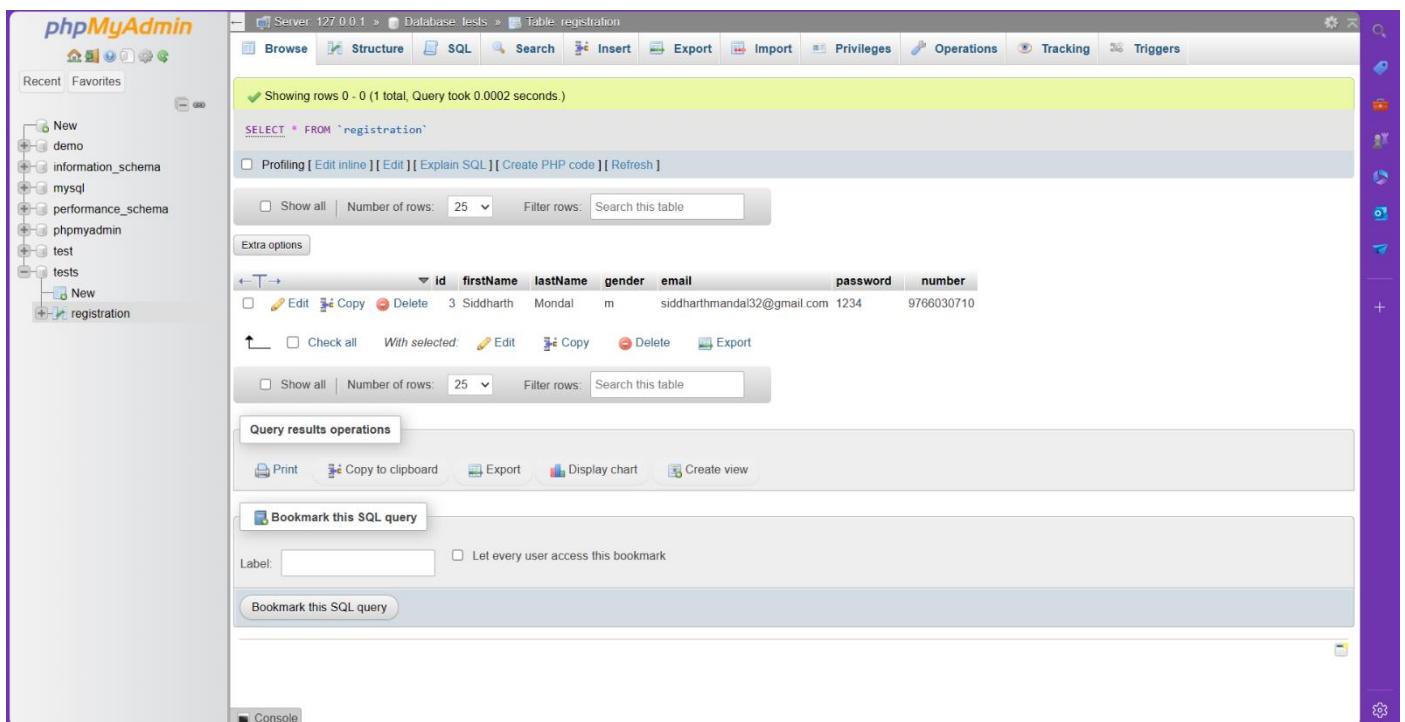 phpMyAdmin
Recent Favorites
New
demo
information_schema
mysql
performance_schema
phpmyadmin
test
tests
New
registration
Server: 127.0.0.1 » Database: tests » Table: registration
Browse Structure SQL Search Insert Export Import Privileges Operations Tracking Triggers
Showing rows 0 - 0 (1 total, Query took 0.0002 seconds.)
SELECT * FROM `registration`
Profiling [ Edit inline ] [ Edit ] [ Explain SQL ] [ Create PHP code ] [ Refresh ]
Show all | Number of rows: 25 Filter rows: Search this table
Extra options
id firstName lastName gender email password number
Edit Copy Delete 3 Siddharth Mondal m siddharthmandal32@gmail.com 1234 9766030710
Check all With selected: Edit Copy Delete Export
Show all | Number of rows: 25 Filter rows: Search this table
Query results operations
Print Copy to clipboard Export Display chart Create view
Bookmark this SQL query
Label: Let every user access this bookmark
Bookmark this SQL query
Console